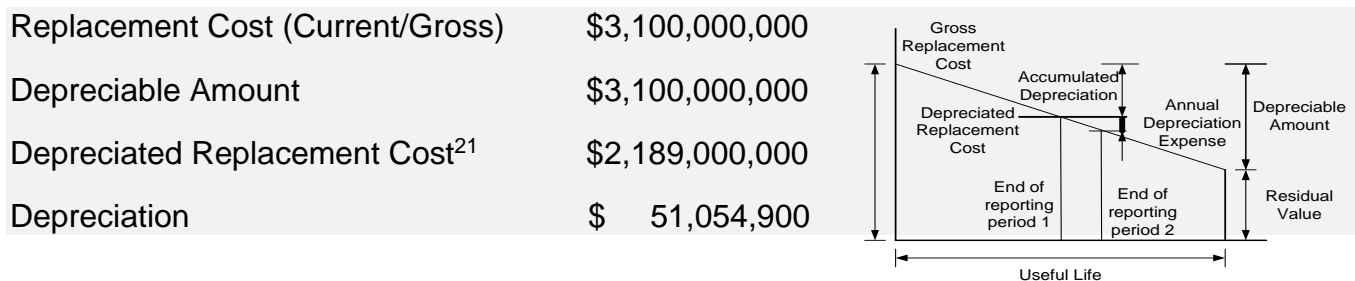 Replacement Cost (Current/Gross) $3,100,000,000
Depreciable Amount $3,100,000,000
Depreciated Replacement Cost21 $2,189,000,000
Depreciation $ 51,054,900
Gross
Replacement
Cost
Accumulated
Depreciation
Depreciated
Replacement
Cost
Annual
Depreciation
Expense
Depreciable
Amount
End of
reporting
period 1
End of
reporting
period 2
Residual
Value
Useful Life